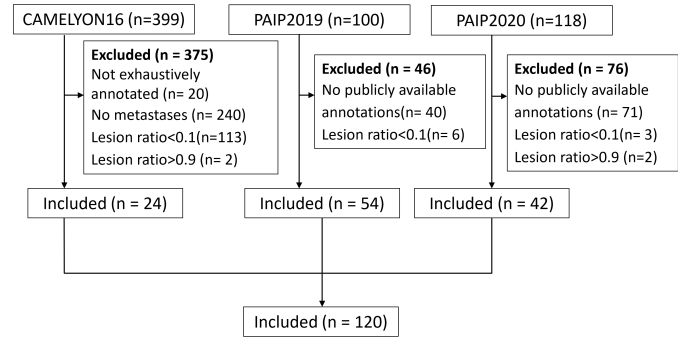 CAMELYON16 (n=399)
Excluded (n = 375)
Not exhaustively
annotated (n= 20)
No metastases (n= 240)
Lesion ratio<0.1(n=113)
Lesion ratio>0.9 (n= 2)
Included (n = 24)
PAIP2019 (n=100)
Excluded (n = 46)
No publicly available
annotations(n= 40)
Lesion ratio<0.1(n= 6)
Included (n = 54)
PAIP2020 (n=118)
Excluded (n = 76)
No publicly available
annotations (n= 71)
Lesion ratio<0.1(n= 3)
Lesion ratio>0.9 (n=2)
Included (n = 42)
Included (n = 120)